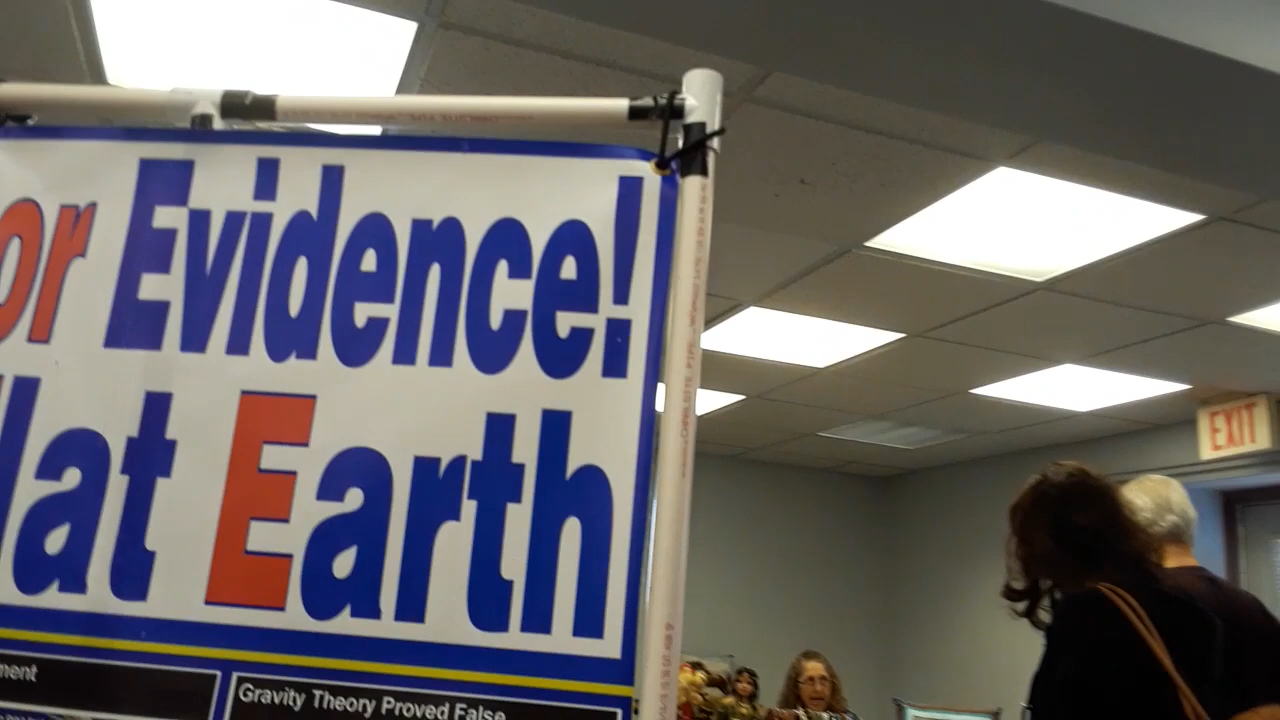 or Evidence!
lat Earth
EXIT
ment
Gravity Theory Proved False